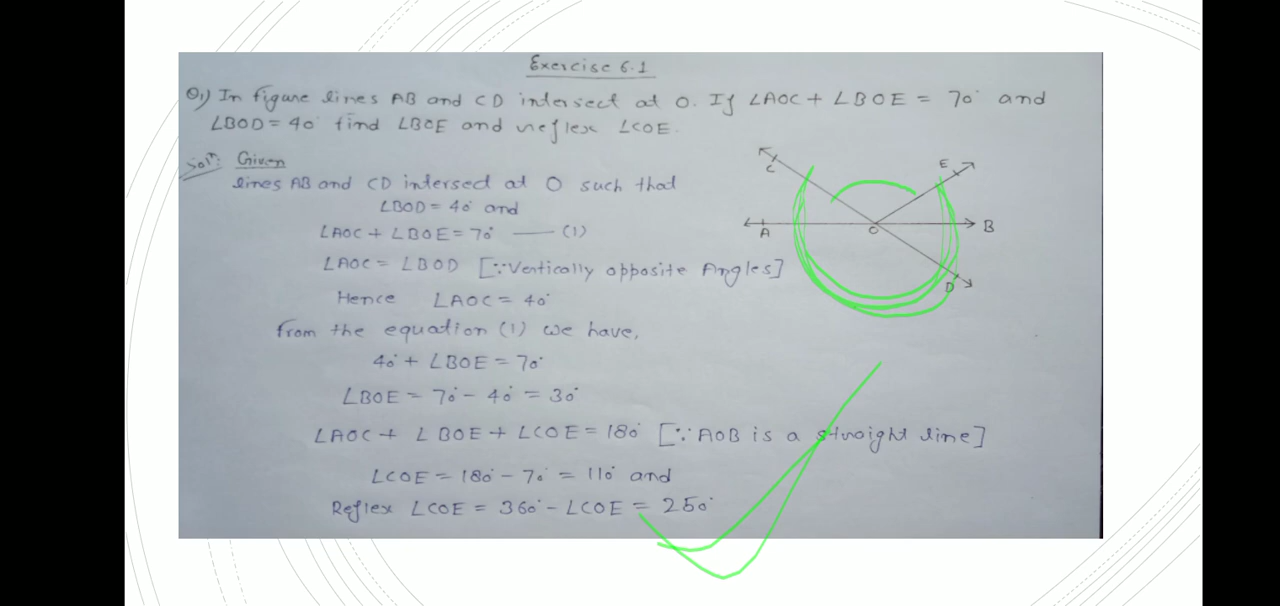 Exercise 6.1
Q1) In figure lines AB and CD intersect at O. If ∠AOC + ∠BOE = 70° and
∠BOD = 40° find ∠BOE and reflex ∠COE.
Solⁿ: Given
lines AB and CD intersect at O such that
∠BOD = 40° and
∠AOC + ∠BOE = 70° —— (1)
∠AOC = ∠BOD [∵ Vertically opposite Angles]
Hence ∠AOC = 40°
from the equation (1) we have,
40° + ∠BOE = 70°
∠BOE = 70° - 40° = 30°
∠AOC + ∠BOE + ∠COE = 180° [∵ AOB is a straight line]
∠COE = 180° - 70° = 110° and
Reflex ∠COE = 360° - ∠COE = 250°
C
E
A
O
B
D